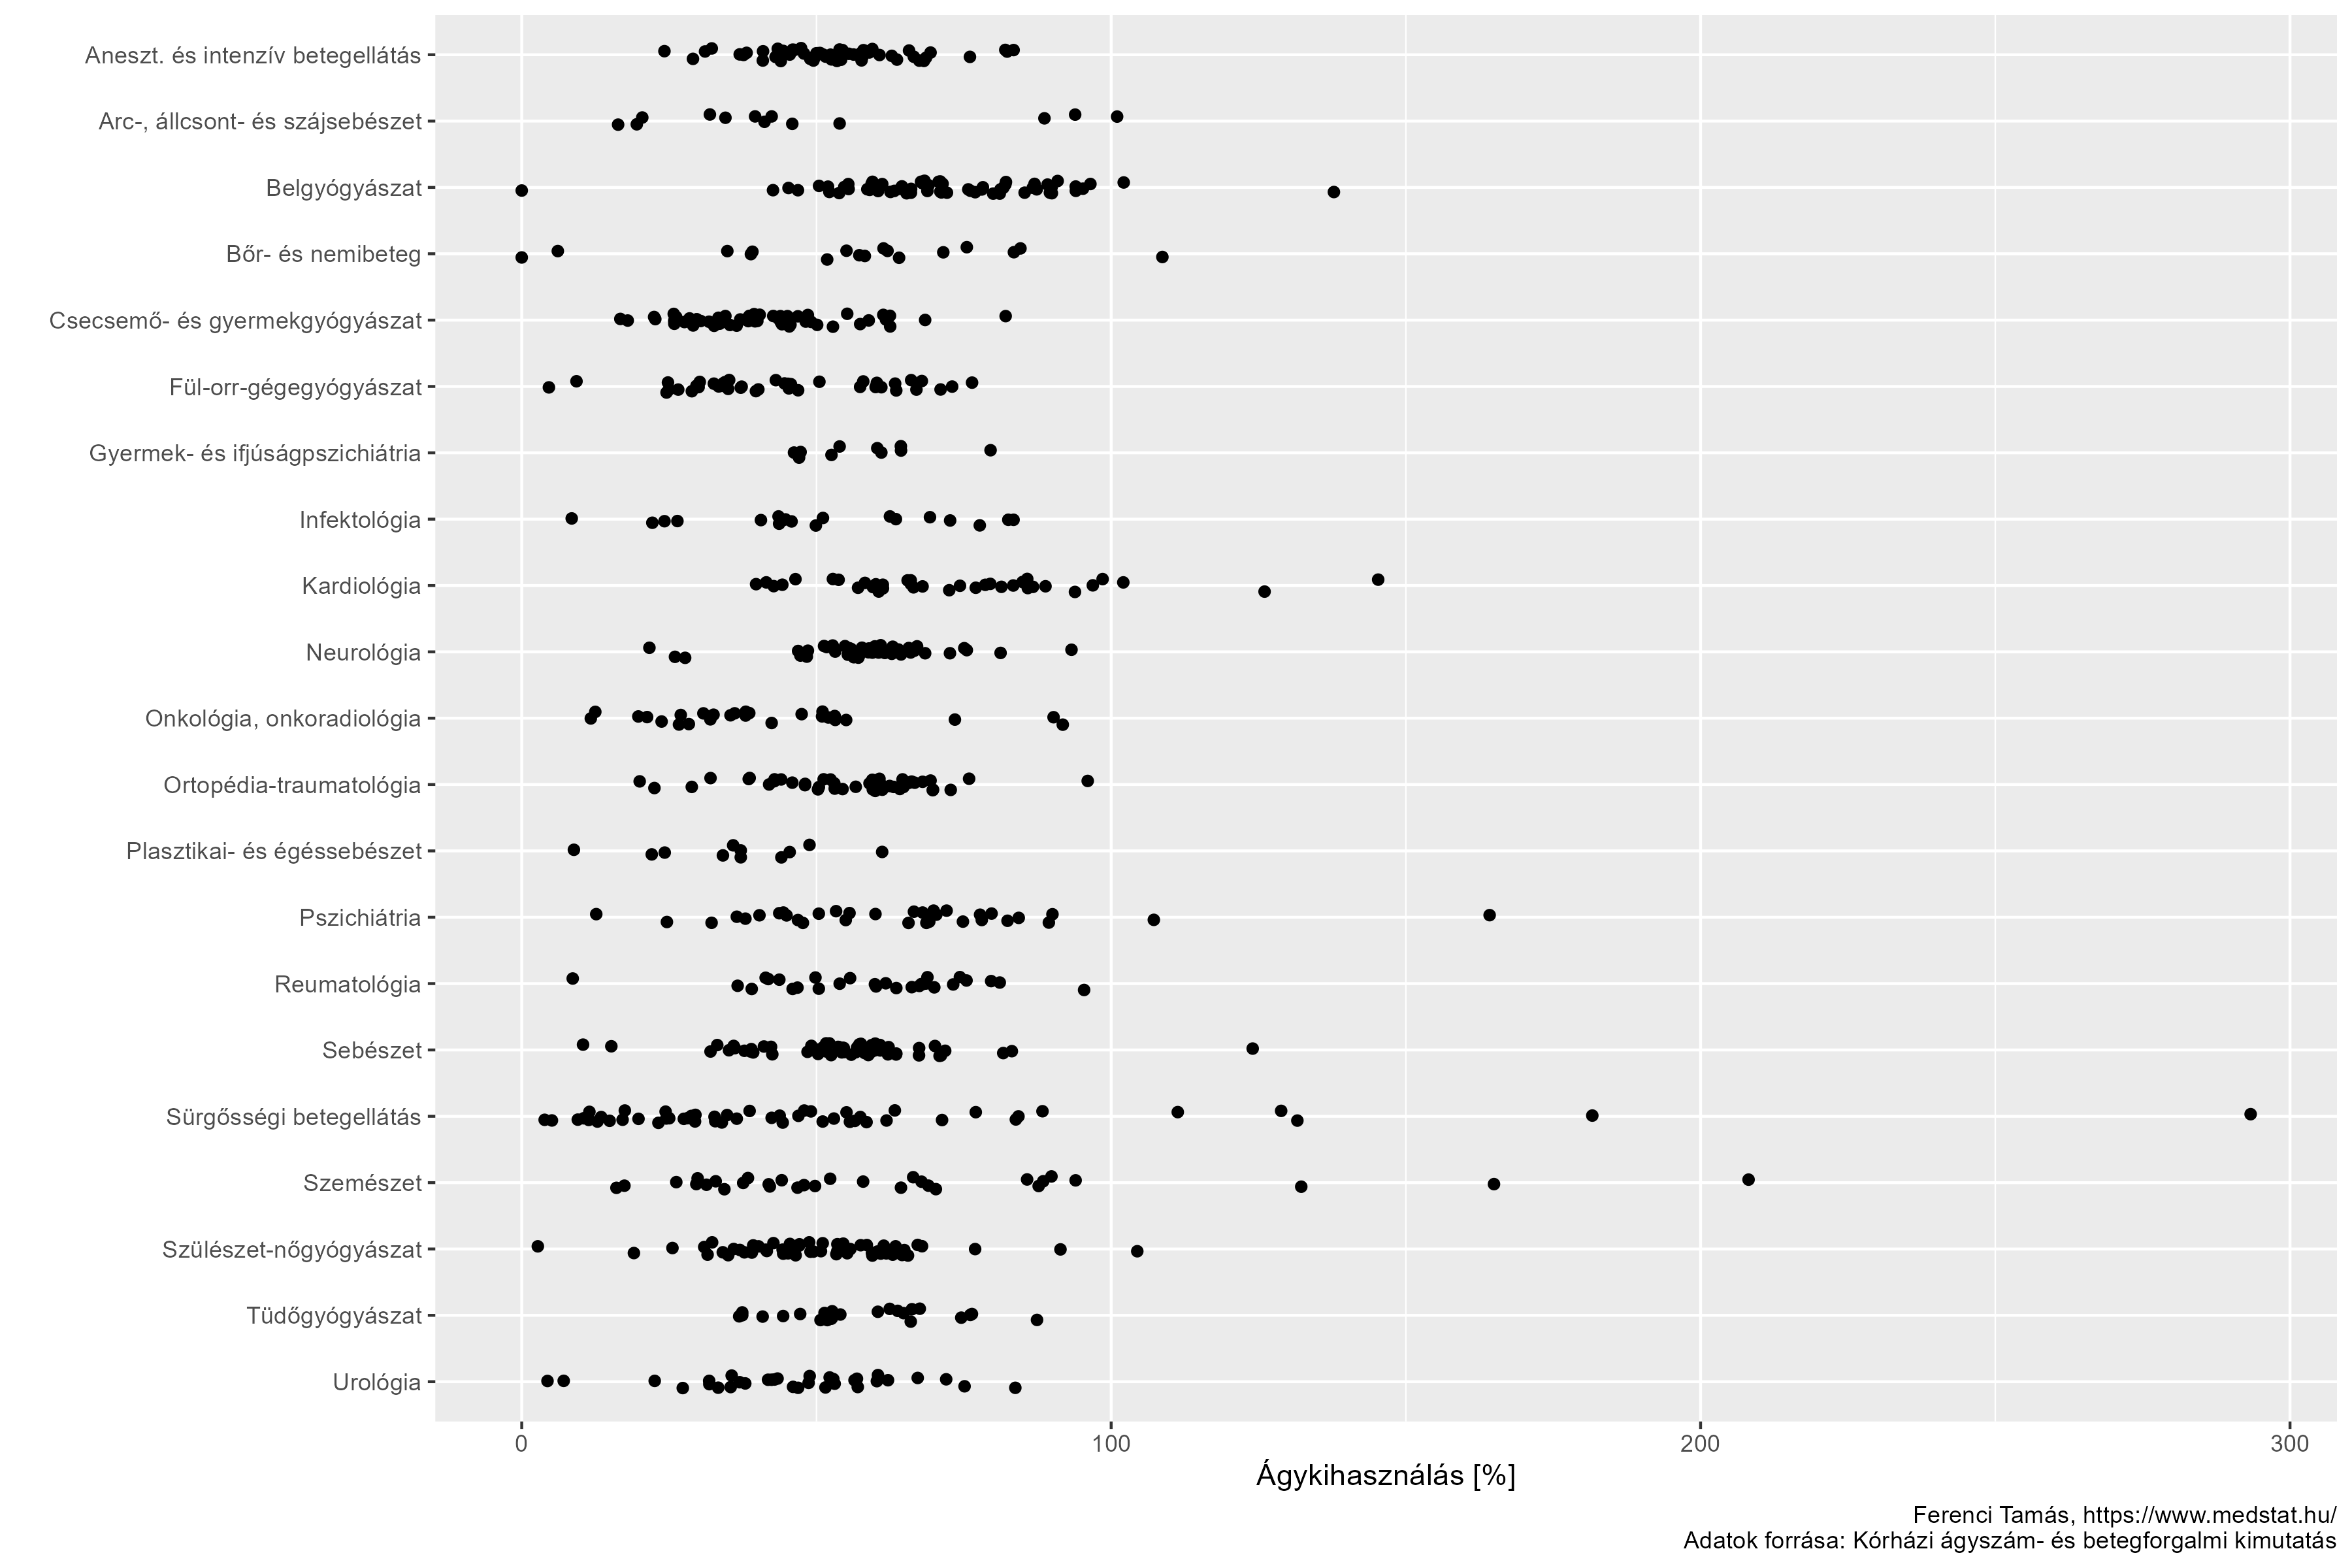 Aneszt. és intenzív betegellátás
Arc-, állcsont- és szájsebészet
Belgyógyászat
Bőr- és nemibeteg
Csecsemő- és gyermekgyógyászat
Fül-orr-gégegyógyászat
Gyermek- és ifjúságpszichiátria
Infektológia
Kardiológia
Neurológia
Onkológia, onkoradiológia
Ortopédia-traumatológia
Plasztikai- és égéssebészet
Pszichiátria
Reumatológia
Sebészet
Sürgősségi betegellátás
Szemészet
Szülészet-nőgyógyászat
Tüdőgyógyászat
Urológia
0 100 200 300
Ágykihasználás [%]
Ferenci Tamás, https://www.medstat.hu/
Adatok forrása: Kórházi ágyszám- és betegforgalmi kimutatás